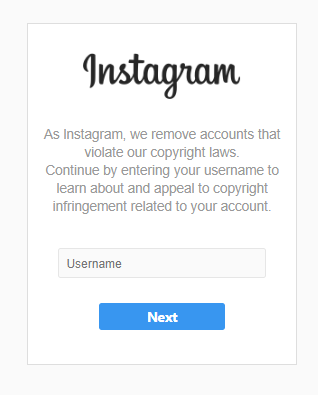 Instagram
As Instagram, we remove accounts that
violate our copyright laws.
Continue by entering your username to
learn about and appeal to copyright
infringement related to your account.
Username
Next